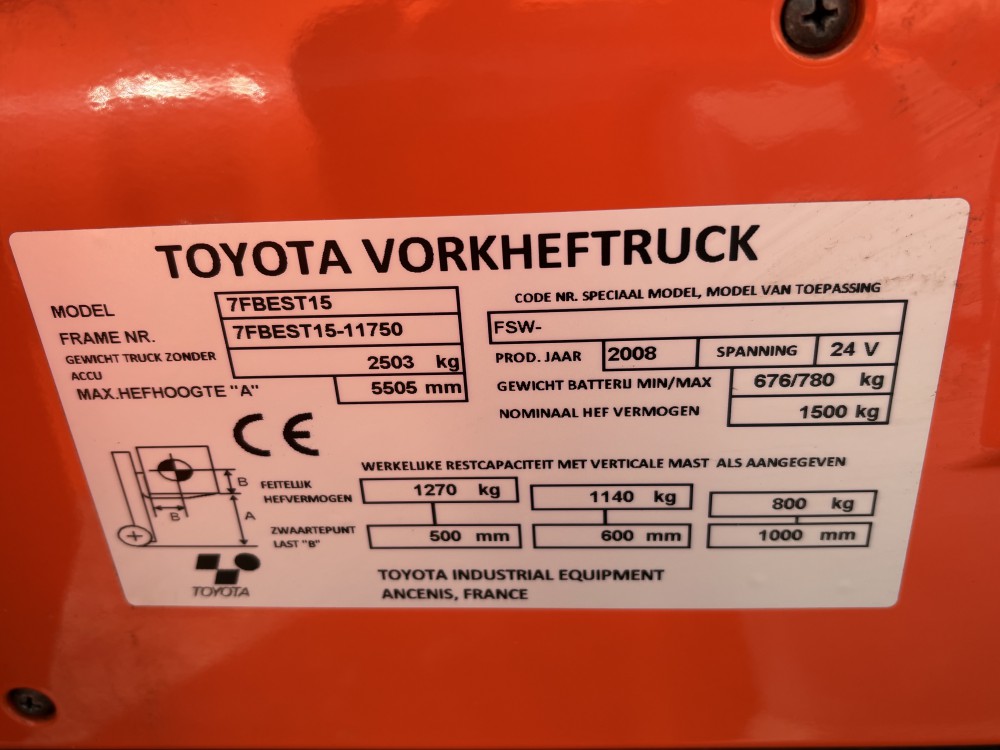 TOYOTA VORKHEFTRUCK
MODEL 7FBEST15
FRAME NR. 7FBEST15-11750
GEWICHT TRUCK ZONDER
ACCU
2503 kg
MAX.HEFHOOGTE "A" 5505 mm
CODE NR. SPECIAAL MODEL, MODEL VAN TOEPASSING
FSW-
PROD. JAAR 2008 SPANNING 24 V
GEWICHT BATTERIJ MIN/MAX 676/780 kg
NOMINAAL HEF VERMOGEN 1500 kg
CE
WERKELIJKE RESTCAPACITEIT MET VERTICALE MAST ALS AANGEGEVEN
B
B
A
FEITELIJK
HEFVERMOGEN
1270 kg 1140 kg 800 kg
ZWAARTEPUNT
LAST "B"
500 mm 600 mm 1000 mm
TOYOTA
TOYOTA INDUSTRIAL EQUIPMENT
ANCENIS, FRANCE